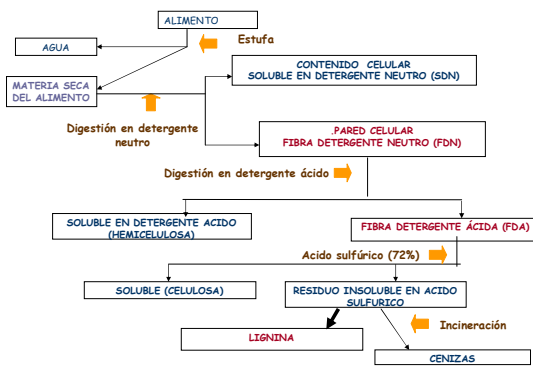 ALIMENTO
Estufa
AGUA
CONTENIDO CELULAR
SOLUBLE EN DETERGENTE NEUTRO (SDN)
MATERIA SECA
DEL ALIMENTO
Digestión en detergente
neutro
.PARED CELULAR
FIBRA DETERGENTE NEUTRO (FDN)
Digestión en detergente ácido
SOLUBLE EN DETERGENTE ACIDO
(HEMICELULOSA)
FIBRA DETERGENTE ÁCIDA (FDA)
Acido sulfúrico (72%)
SOLUBLE (CELULOSA)
RESIDUO INSOLUBLE EN ACIDO
SULFURICO
Incineración
LIGNINA
CENIZAS